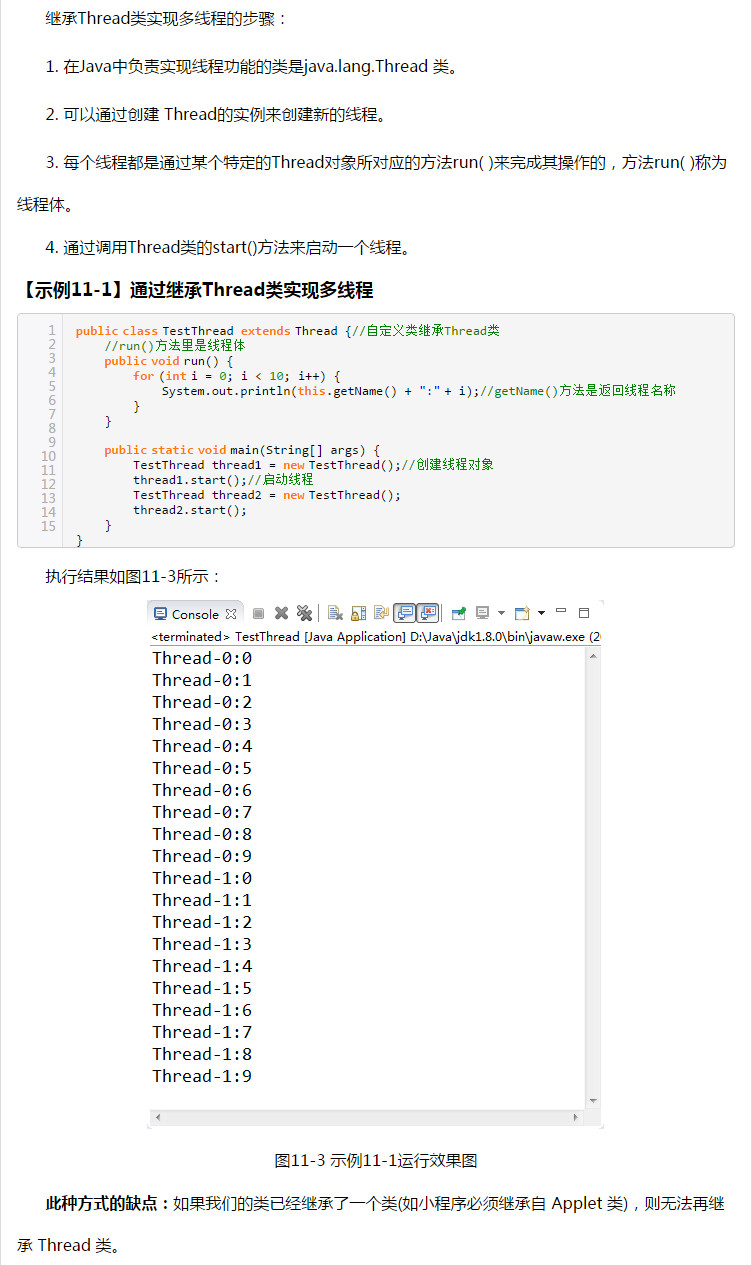 继承Thread类实现多线程的步骤：
1. 在Java中负责实现线程功能的类是java.lang.Thread 类。
2. 可以通过创建 Thread的实例来创建新的线程。
3. 每个线程都是通过某个特定的Thread对象所对应的方法run( )来完成其操作的，方法run( )称为
线程体。
4. 通过调用Thread类的start()方法来启动一个线程。
【示例11-1】通过继承Thread类实现多线程
1 public class TestThread extends Thread {//自定义类继承Thread类
2 //run()方法里是线程体
3 public void run() {
4 for (int i = 0; i < 10; i++) {
5 System.out.println(this.getName() + ":" + i);//getName()方法是返回线程名称
6 }
7 }
8
9 public static void main(String[] args) {
10 TestThread thread1 = new TestThread();//创建线程对象
11 thread1.start();//启动线程
12 TestThread thread2 = new TestThread();
13 thread2.start();
14 }
15 }
执行结果如图11-3所示：
Console
<terminated> TestThread [Java Application] D:\Java\jdk1.8.0\bin\javaw.exe (20
Thread-0:0
Thread-0:1
Thread-0:2
Thread-0:3
Thread-0:4
Thread-0:5
Thread-0:6
Thread-0:7
Thread-0:8
Thread-0:9
Thread-1:0
Thread-1:1
Thread-1:2
Thread-1:3
Thread-1:4
Thread-1:5
Thread-1:6
Thread-1:7
Thread-1:8
Thread-1:9
图11-3 示例11-1运行效果图
此种方式的缺点：如果我们的类已经继承了一个类(如小程序必须继承自 Applet 类)，则无法再继
承 Thread 类。